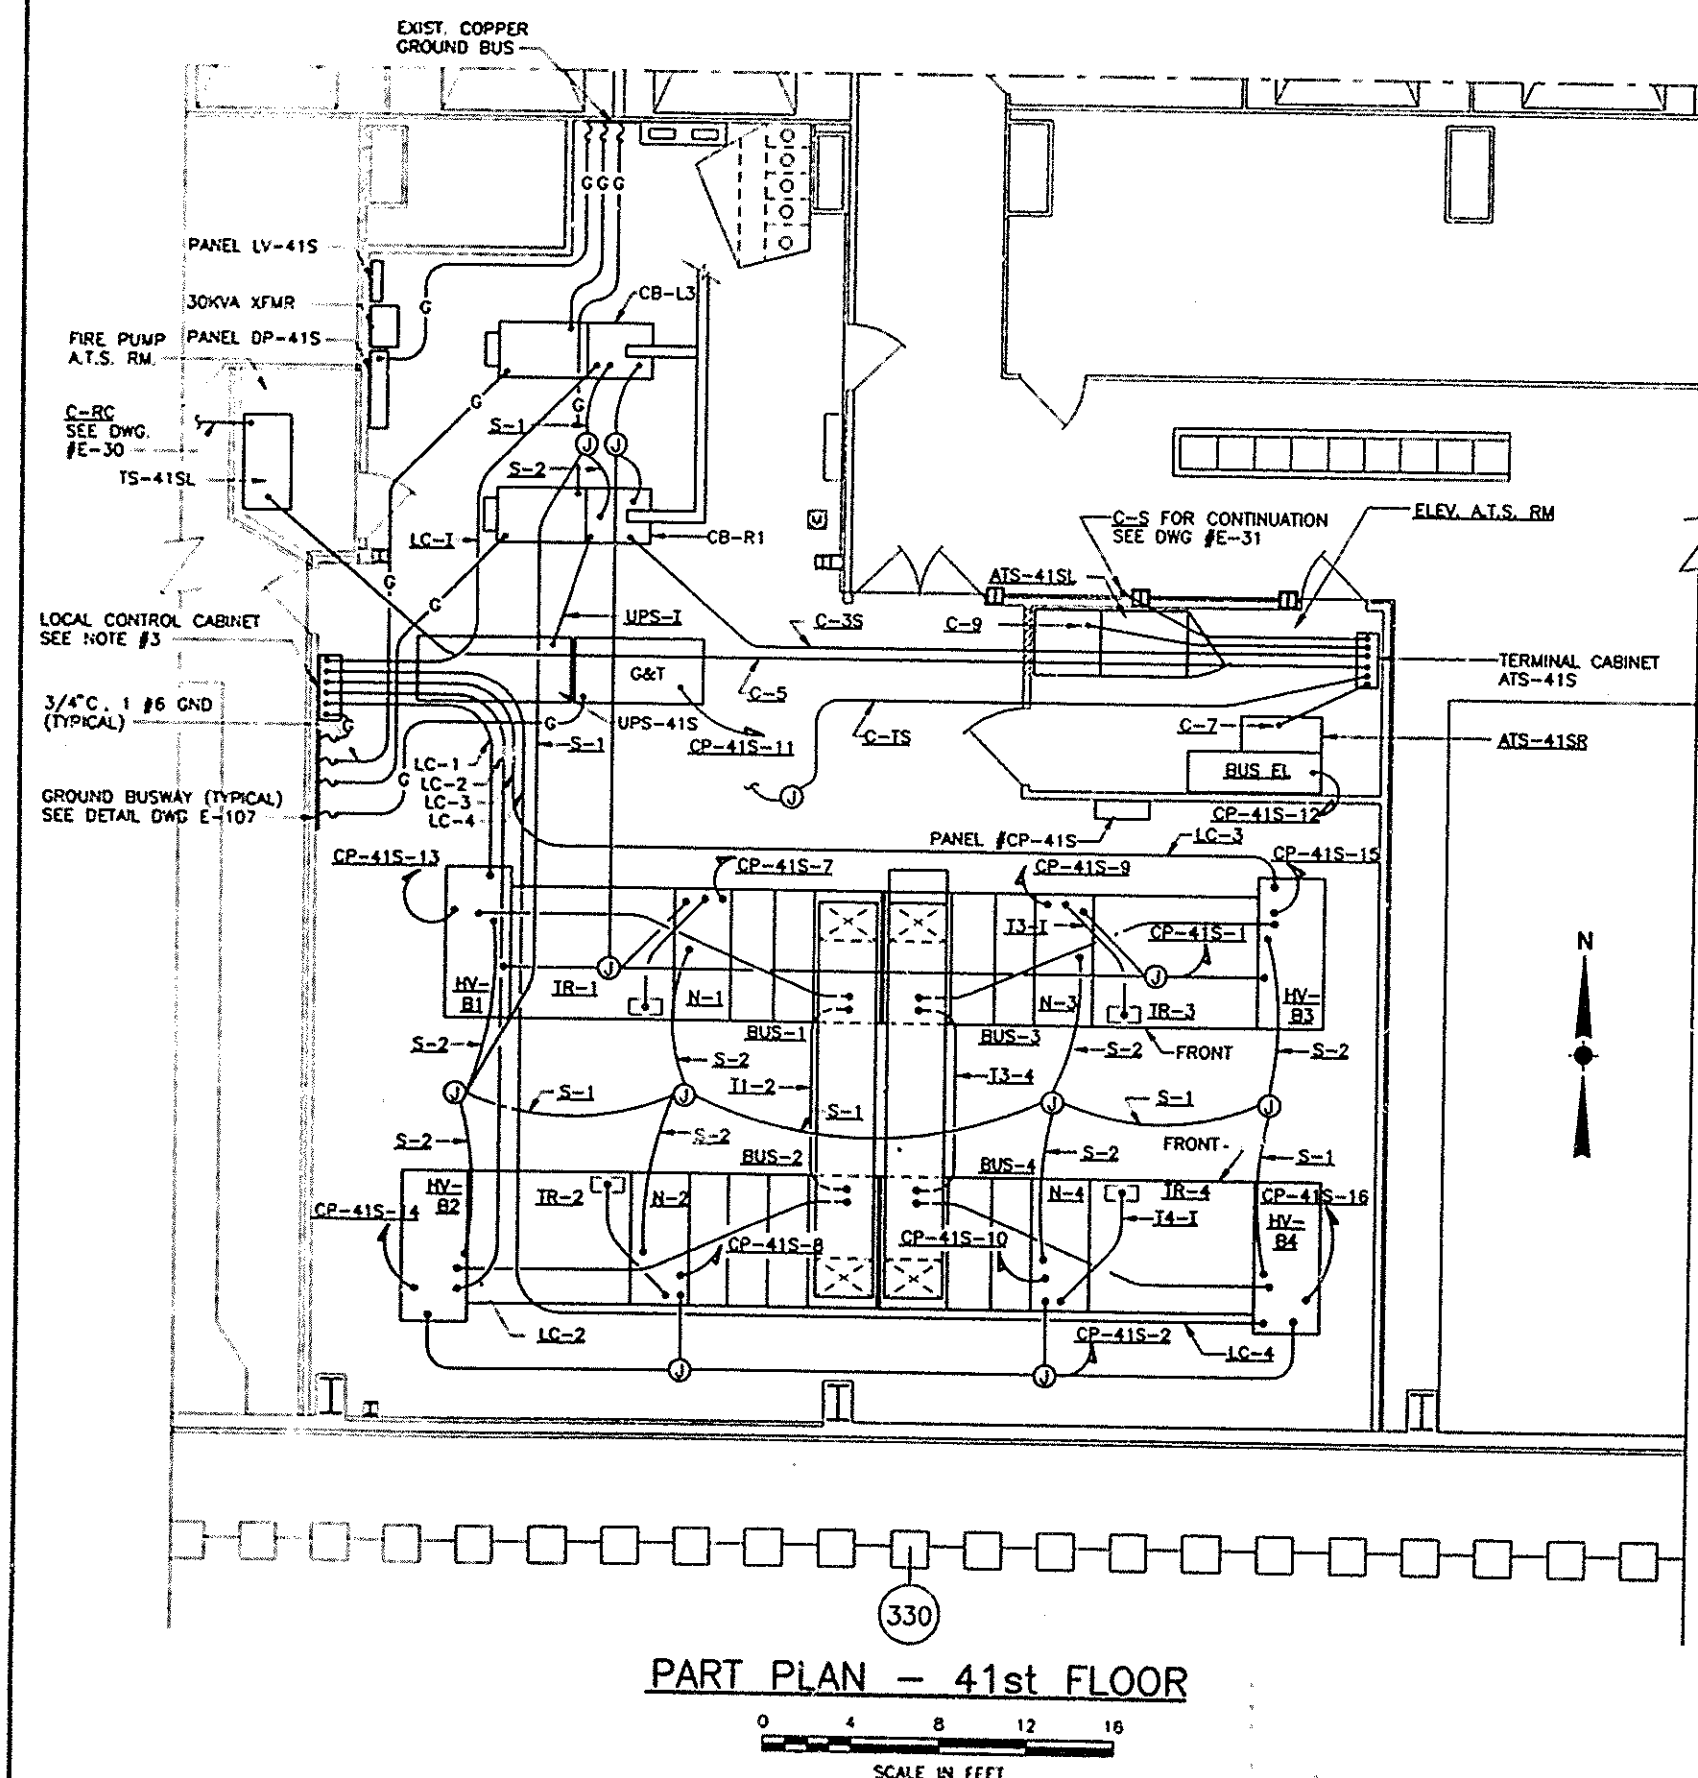 EXIST. COPPER
GROUND BUS
G G G
PANEL LV-41S
30KVA XFMR
G
CB-L3
FIRE PUMP
A.T.S. RM.
PANEL DP-41S
C-RC
SEE DWG.
#E-30
TS-41SL
G
G
S-1
J J
S-2
LC-I
CB-R1
C-S FOR CONTINUATION
SEE DWG #E-31
ELEV. A.T.S. RM
ATS-41SL
G
G
LOCAL CONTROL CABINET
SEE NOTE #3
UPS-I
C-3S
C-9
G&T
C-5
TERMINAL CABINET
ATS-41S
3/4"C. 1 #6 GND
(TYPICAL)
G
G
UPS-41S
S-1
CP-41S-11
C-TS
C-7
ATS-41SR
LC-1
LC-2
LC-3
LC-4
G
BUS EL
J
GROUND BUSWAY (TYPICAL)
SEE DETAIL DWG E-107
CP-41S-12
PANEL #CP-41S
LC-3
CP-41S-13
CP-41S-7
CP-41S-9
CP-41S-15
T3-I
CP-41S-1
N
HV-
B1
TR-1
J
N-1
N-3
J
TR-3
HV-
B3
BUS-1
BUS-3
S-2
S-2
S-2
FRONT
S-2
T1-2
T3-4
J
S-1
J
S-1
J
S-1
J
S-2
S-2
BUS-2
BUS-4
S-2
FRONT
S-1
HV-
B2
TR-2
N-2
N-4
TR-4
CP-41S-16
CP-41S-14
T4-I
HV-
B4
CP-41S-8
CP-41S-10
LC-2
CP-41S-2
LC-4
J
J
330
PART PLAN - 41st FLOOR
0 4 8 12 16
SCALE IN FEET